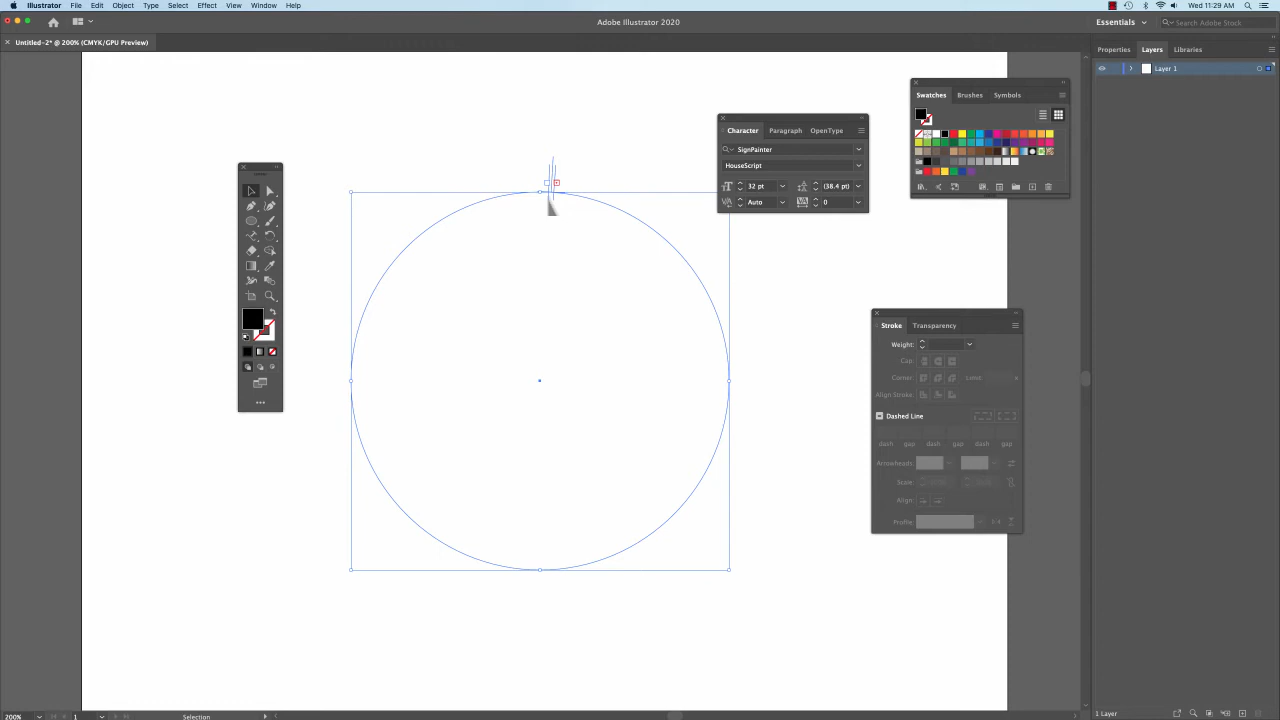 Illustrator File Edit Object Type Select Effect View Window Help
Wed 11:29 AM
Adobe Illustrator 2020
Essentials
Search Adobe Stock
Untitled-2* @ 200% (CMYK/GPU Preview)
Properties Layers Libraries
Layer 1
Swatches Brushes Symbols
Character Paragraph OpenType
SignPainter
HouseScript
32 pt (38.4 pt)
Auto 0
Stroke Transparency
Weight:
Cap:
Corner: Limit: x
Align Stroke:
Dashed Line
dash gap dash gap dash gap
Arrowheads:
Scale:
Align:
Profile:
200% 1 Selection
1 Layer